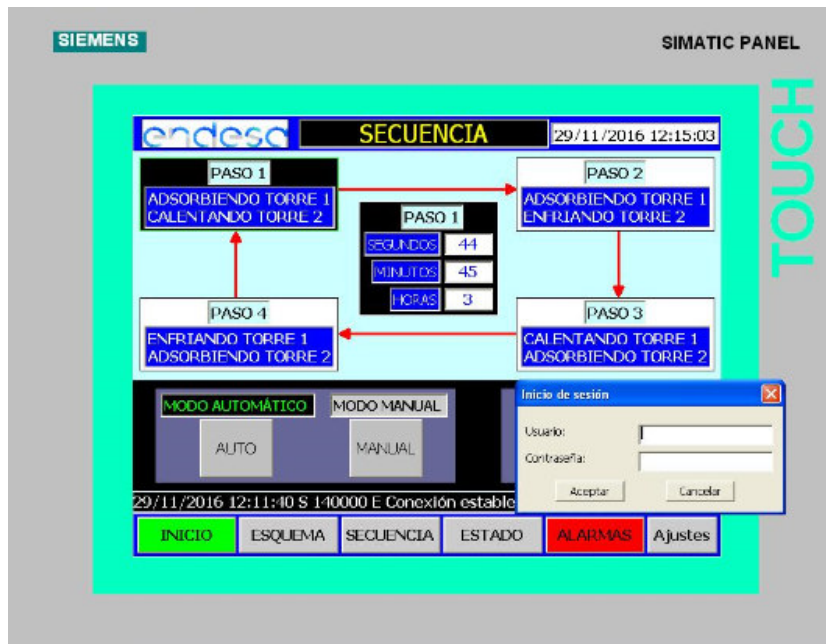 SIEMENS
SIMATIC PANEL
TOUCH
endesa
SECUENCIA
29/11/2016 12:15:03
PASO 1
ADSORBIENDO TORRE 1
CALENTANDO TORRE 2
PASO 2
ADSORBIENDO TORRE 1
ENFRIANDO TORRE 2
PASO 1
SEGUNDOS 44
MINUTOS 45
HORAS 3
PASO 4
ENFRIANDO TORRE 1
ADSORBIENDO TORRE 2
PASO 3
CALENTANDO TORRE 1
ADSORBIENDO TORRE 2
MODO AUTOMÁTICO
MODO MANUAL
AUTO
MANUAL
Inicio de sesión
Usuario:
Contraseña:
Aceptar
Cancelar
29/11/2016 12:11:40 S 140000 E Conexión estable
INICIO
ESQUEMA
SECUENCIA
ESTADO
ALARMAS
Ajustes